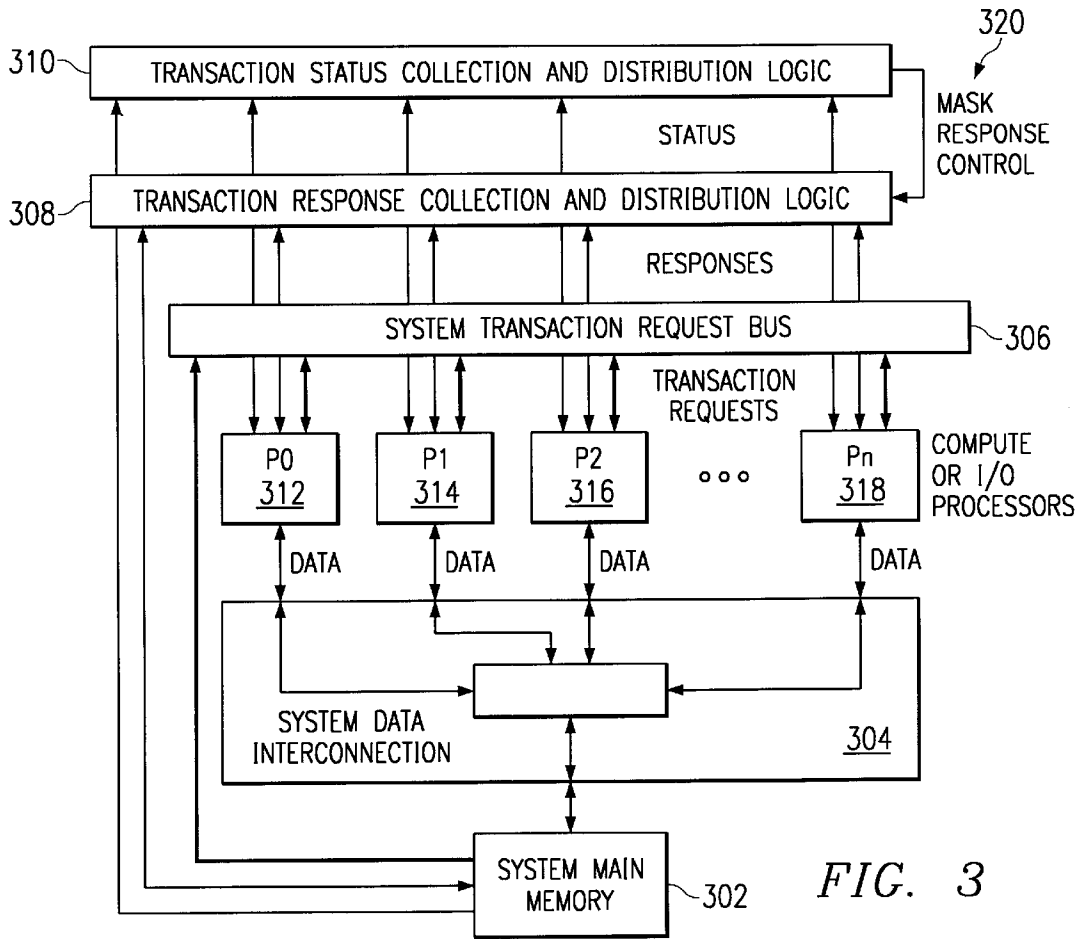 320
310
TRANSACTION STATUS COLLECTION AND DISTRIBUTION LOGIC
MASK
RESPONSE
CONTROL
STATUS
308
TRANSACTION RESPONSE COLLECTION AND DISTRIBUTION LOGIC
RESPONSES
SYSTEM TRANSACTION REQUEST BUS
306
TRANSACTION
REQUESTS
P0
312
P1
314
P2
316
Pn
318
COMPUTE
OR I/O
PROCESSORS
DATA
DATA
DATA
DATA
SYSTEM DATA
INTERCONNECTION
304
SYSTEM MAIN
MEMORY
302
FIG. 3